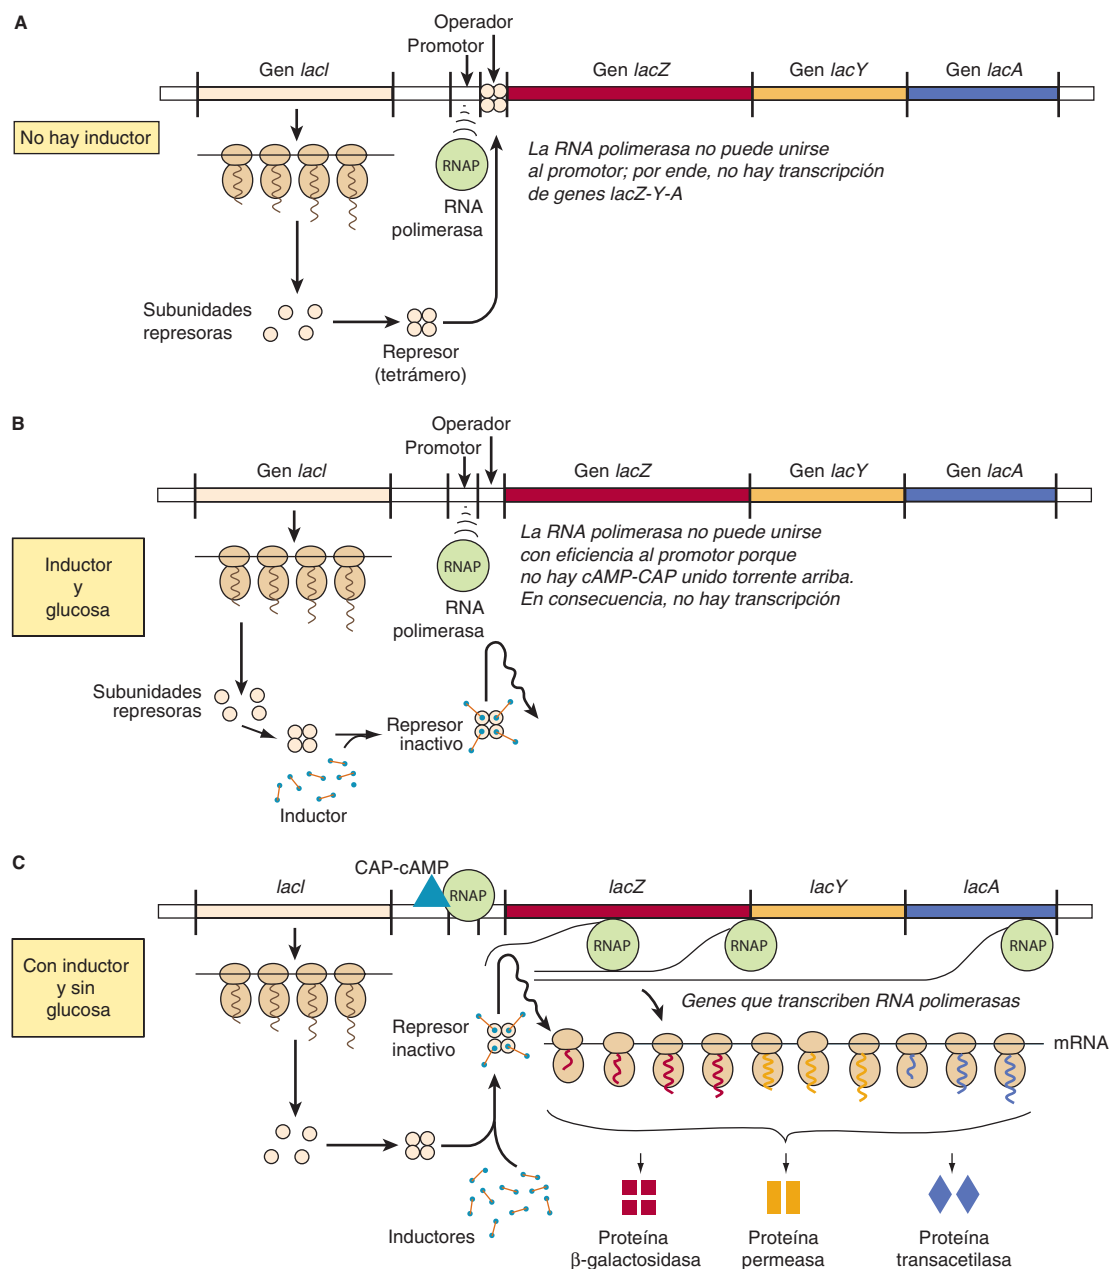 A
Operador
Promotor
Gen lacI
Gen lacZ
Gen lacY
Gen lacA
No hay inductor
RNAP
RNA
polimerasa
La RNA polimerasa no puede unirse
al promotor; por ende, no hay transcripción
de genes lacZ-Y-A
Subunidades
represoras
Represor
(tetrámero)
B
Operador
Promotor
Gen lacI
Gen lacZ
Gen lacY
Gen lacA
Inductor
y
glucosa
RNAP
RNA
polimerasa
La RNA polimerasa no puede unirse
con eficiencia al promotor porque
no hay cAMP-CAP unido torrente arriba.
En consecuencia, no hay transcripción
Subunidades
represoras
Represor
inactivo
Inductor
C
CAP-cAMP
lacI
RNAP
lacZ
lacY
lacA
RNAP
RNAP
RNAP
Con inductor
y sin
glucosa
Genes que transcriben RNA polimerasas
Represor
inactivo
mRNA
Inductores
Proteína
β-galactosidasa
Proteína
permeasa
Proteína
transacetilasa